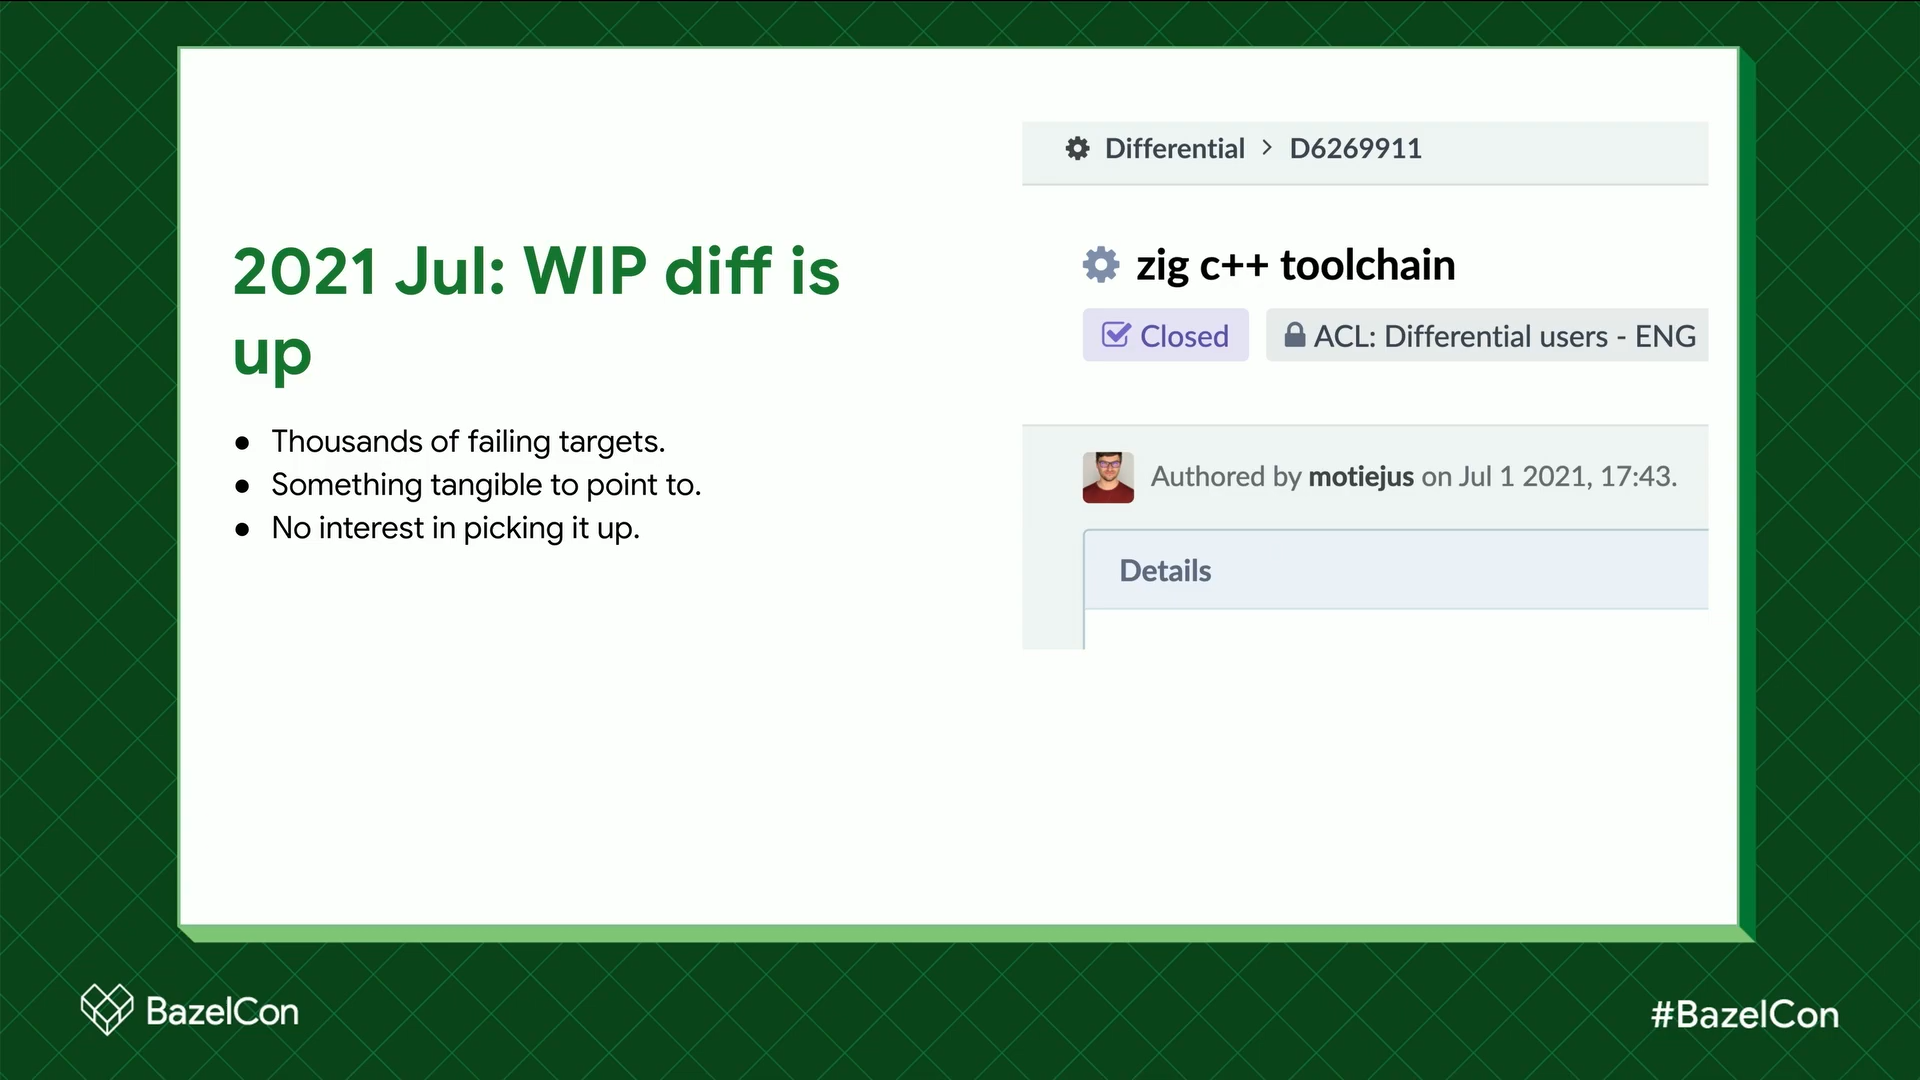 2021 Jul: WIP diff is
up
● Thousands of failing targets.
● Something tangible to point to.
● No interest in picking it up.
Differential > D6269911
zig c++ toolchain
Closed ACL: Differential users - ENG
Authored by motiejus on Jul 1 2021, 17:43.
Details
BazelCon
#BazelCon